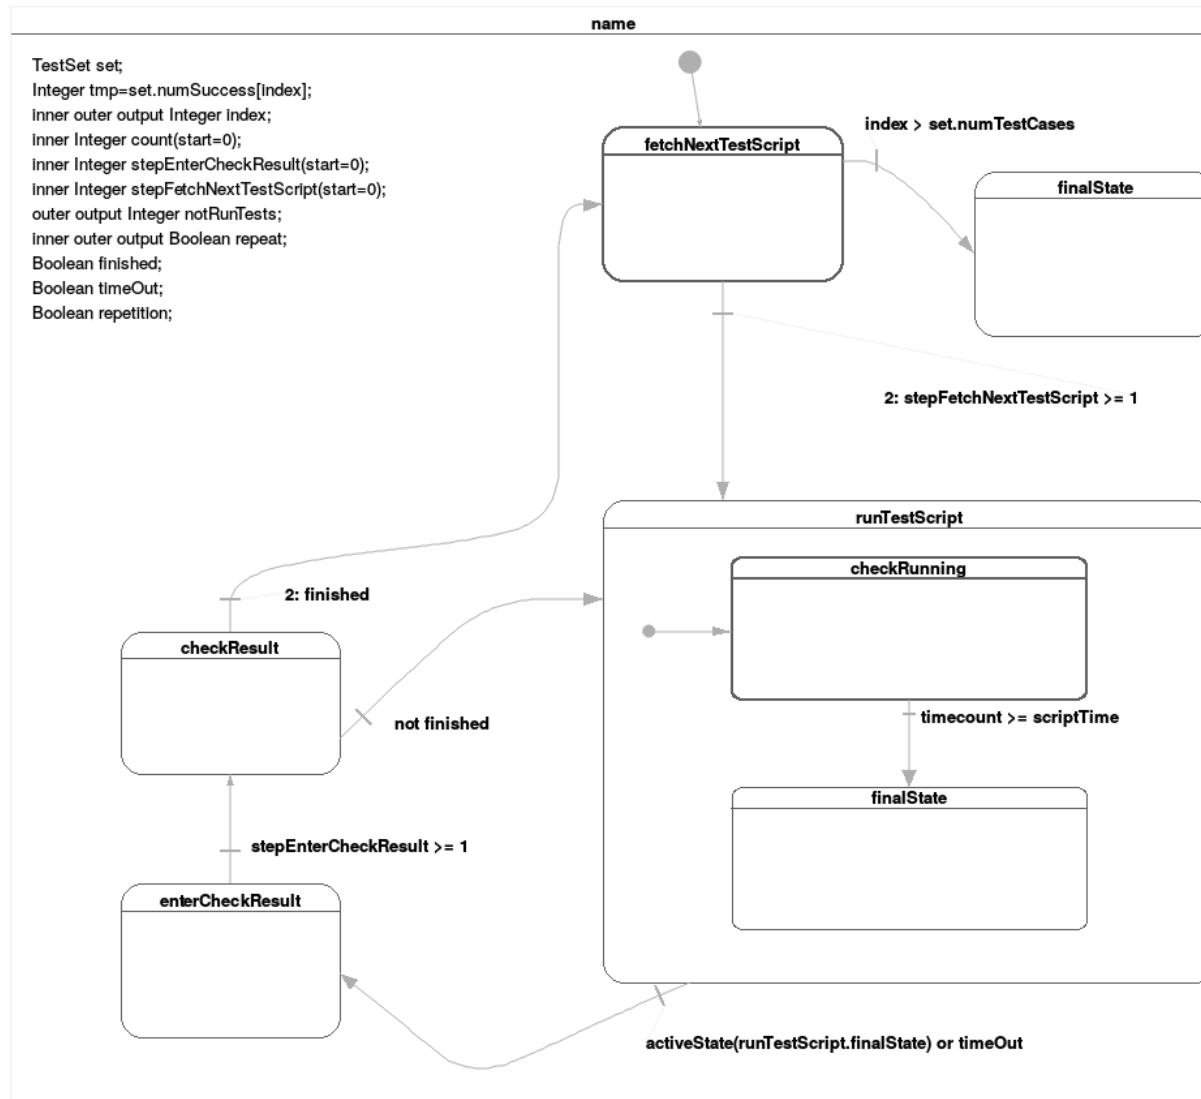 name
TestSet set;
Integer tmp=set.numSuccess[index];
inner outer output Integer index;
inner Integer count(start=0);
inner Integer stepEnterCheckResult(start=0);
inner Integer stepFetchNextTestScript(start=0);
outer output Integer notRunTests;
inner outer output Boolean repeat;
Boolean finished;
Boolean timeOut;
Boolean repetition;
fetchNextTestScript
index > set.numTestCases
finalState
2: stepFetchNextTestScript >= 1
runTestScript
checkRunning
timecount >= scriptTime
finalState
2: finished
checkResult
not finished
stepEnterCheckResult >= 1
enterCheckResult
activeState(runTestScript.finalState) or timeOut